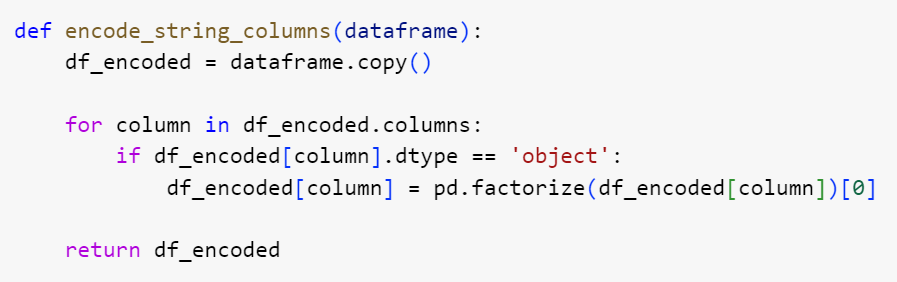 def encode_string_columns(dataframe):
    df_encoded = dataframe.copy()

    for column in df_encoded.columns:
        if df_encoded[column].dtype == 'object':
            df_encoded[column] = pd.factorize(df_encoded[column])[0]

    return df_encoded